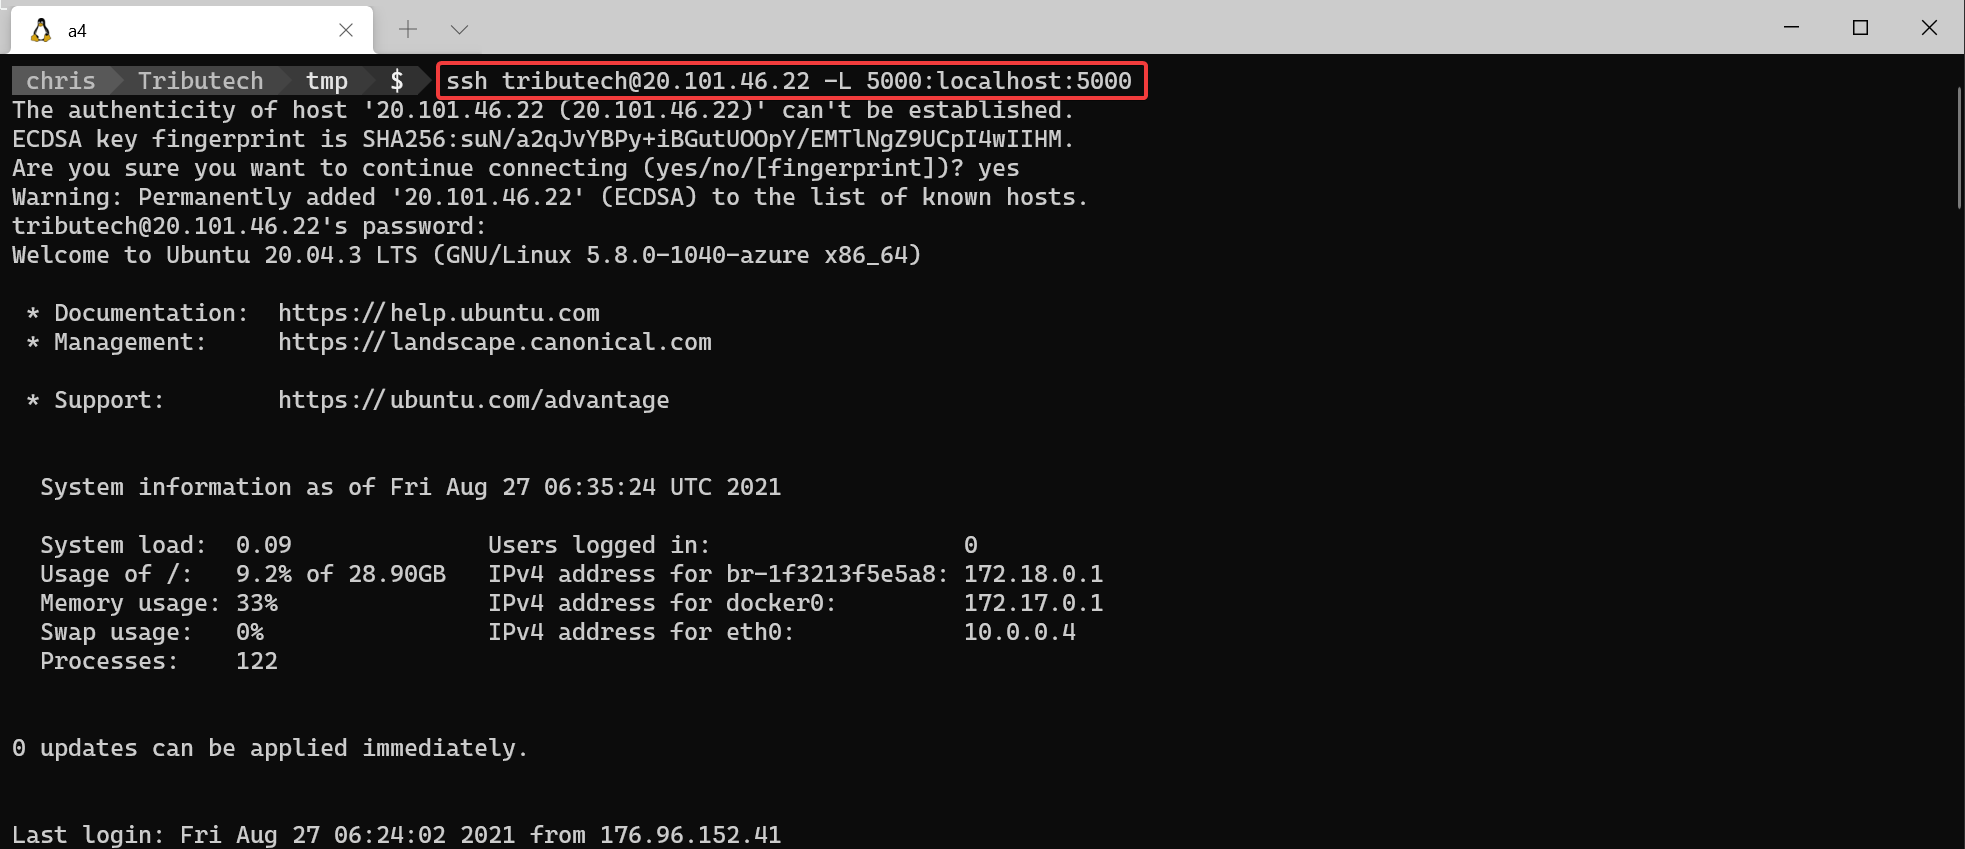 a4
chris Tributech tmp $ ssh tributech@20.101.46.22 -L 5000:localhost:5000
The authenticity of host '20.101.46.22 (20.101.46.22)' can't be established.
ECDSA key fingerprint is SHA256:suN/a2qJvYBPy+iBGutUOOpY/EMTlNgZ9UCpI4wIIHM.
Are you sure you want to continue connecting (yes/no/[fingerprint])? yes
Warning: Permanently added '20.101.46.22' (ECDSA) to the list of known hosts.
tributech@20.101.46.22's password:
Welcome to Ubuntu 20.04.3 LTS (GNU/Linux 5.8.0-1040-azure x86_64)
* Documentation: https://help.ubuntu.com
* Management: https://landscape.canonical.com
* Support: https://ubuntu.com/advantage
System information as of Fri Aug 27 06:35:24 UTC 2021
System load: 0.09 Users logged in: 0
Usage of /: 9.2% of 28.90GB IPv4 address for br-1f3213f5e5a8: 172.18.0.1
Memory usage: 33% IPv4 address for docker0: 172.17.0.1
Swap usage: 0% IPv4 address for eth0: 10.0.0.4
Processes: 122
0 updates can be applied immediately.
Last login: Fri Aug 27 06:24:02 2021 from 176.96.152.41